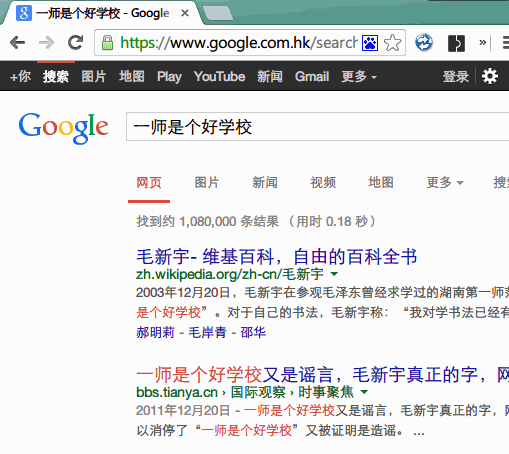 一师是个好学校 - Google
https://www.google.com.hk/search
+你 搜索 图片 地图 Play YouTube 新闻 Gmail 更多 登录
Google 一师是个好学校
网页 图片 新闻 视频 地图 更多 搜
找到约 1,080,000 条结果 （用时 0.18 秒）
毛新宇- 维基百科，自由的百科全书
zh.wikipedia.org/zh-cn/毛新宇
2003年12月20日，毛新宇在参观毛泽东曾经求学过的湖南第一师
是个好学校”。对于自己的书法，毛新宇称：“我对学书法已经有
郝明莉 - 毛岸青 - 邵华
一师是个好学校又是谣言，毛新宇真正的字，网
bbs.tianya.cn › 国际观察 › 时事聚焦
2011年12月20日 - 一师是个好学校又是谣言，毛新宇真正的字，网
以消停了“一师是个好学校”又被证明是造谣。 ...